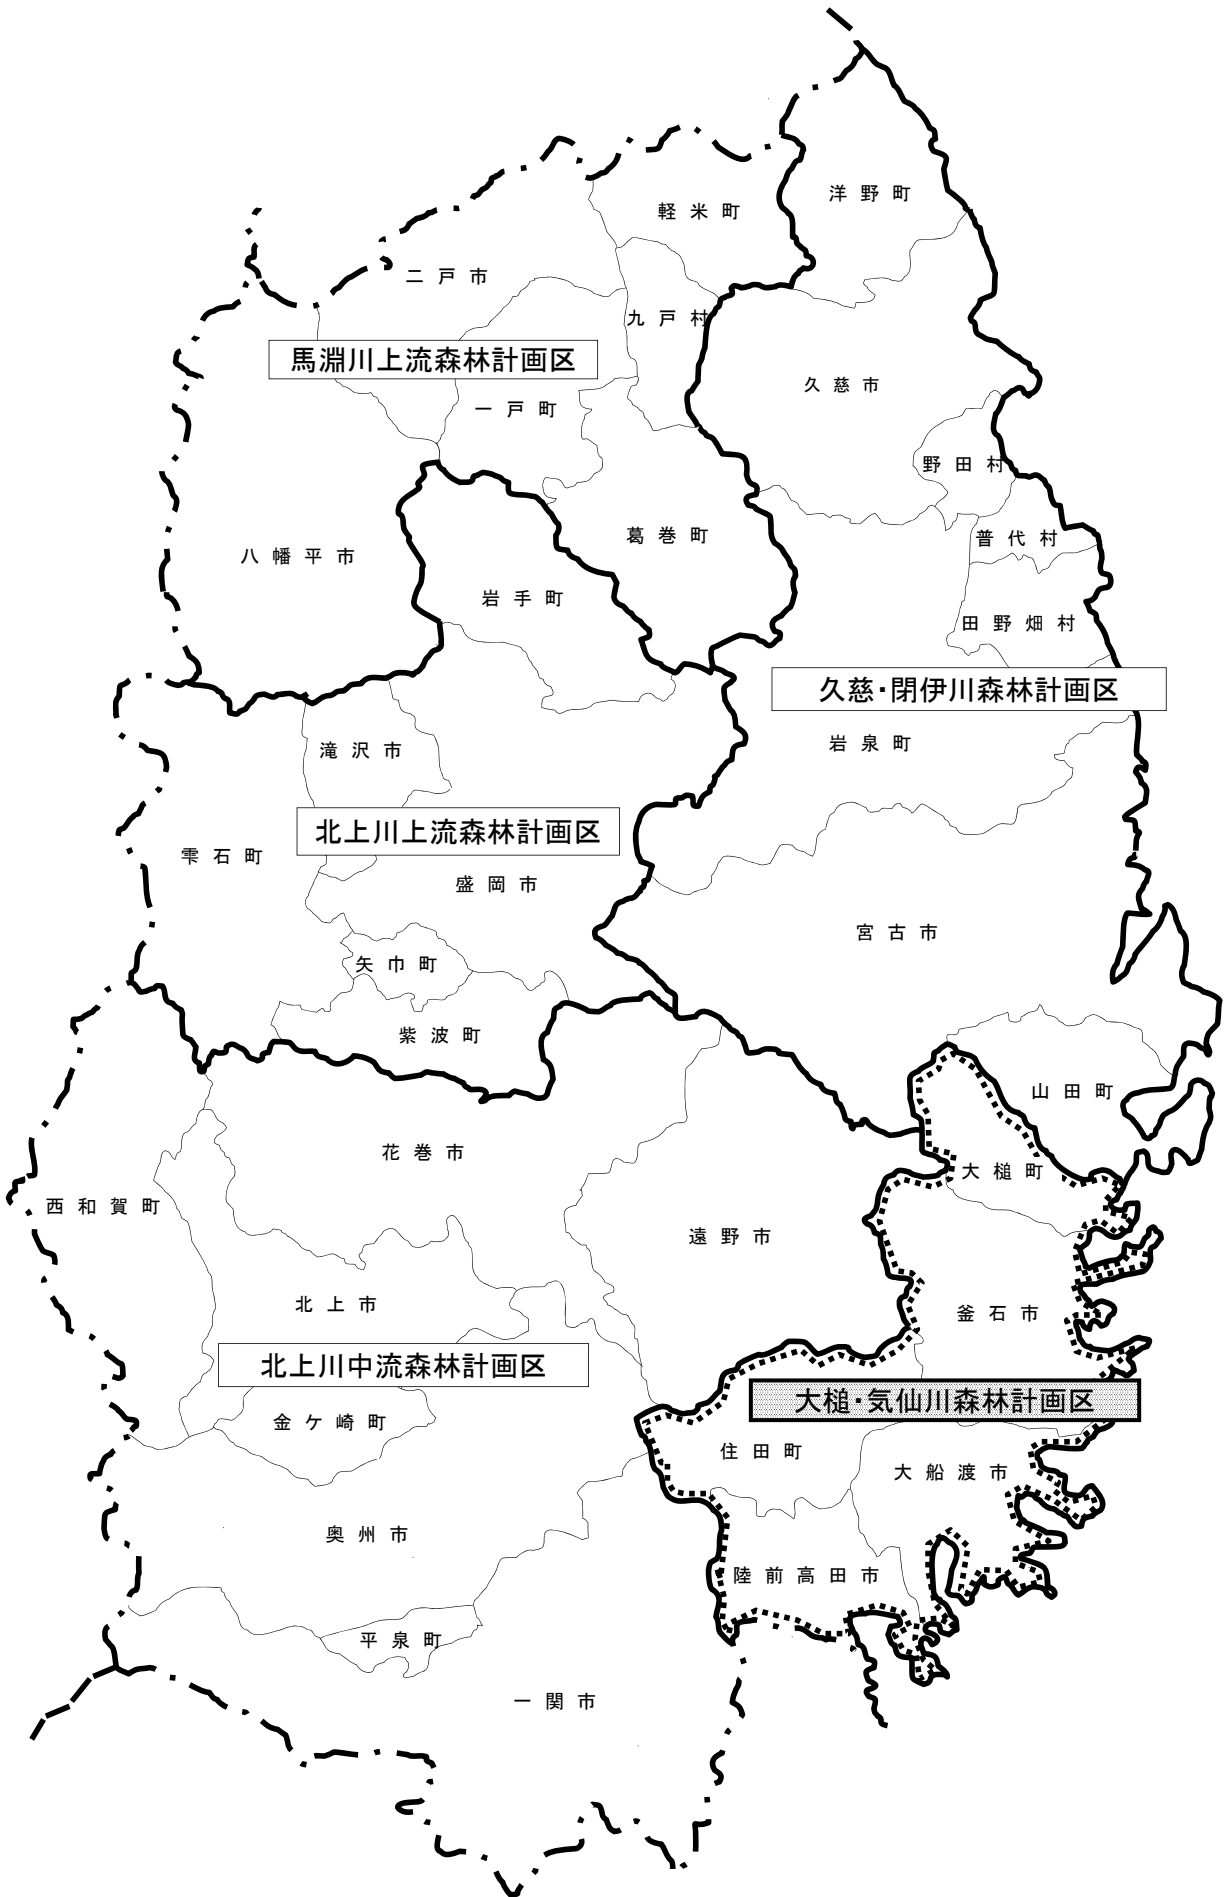 洋野町
軽米町
二戸市
九戸村
馬淵川上流森林計画区
久慈市
一戸町
野田村
葛巻町
普代村
八幡平市
岩手町
田野畑村
久慈・閉伊川森林計画区
岩泉町
滝沢市
北上川上流森林計画区
雫石町
盛岡市
宮古市
矢巾町
紫波町
山田町
花巻市
大槌町
西和賀町
遠野市
北上市
釜石市
北上川中流森林計画区
大槌・気仙川森林計画区
金ケ崎町
住田町
大船渡市
奥州市
陸前高田市
平泉町
一関市